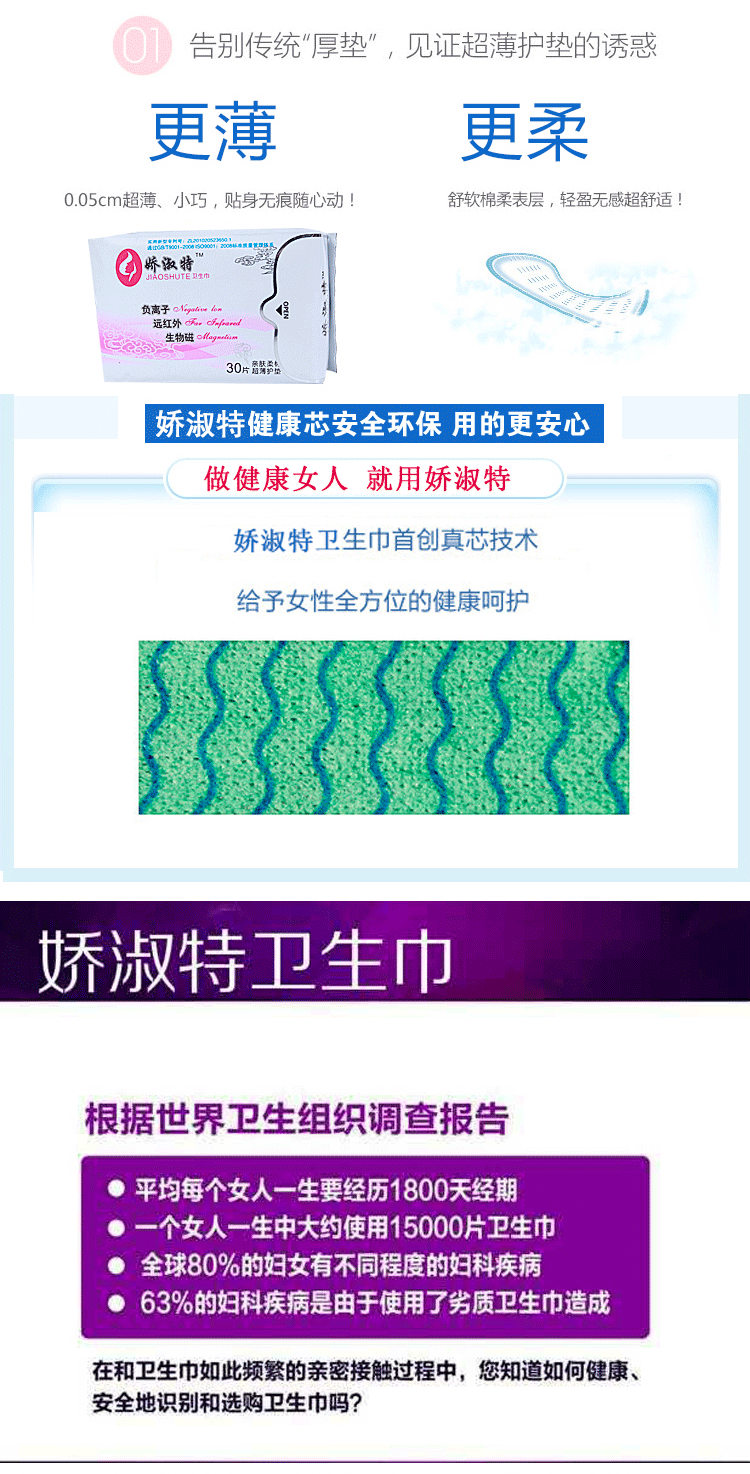 01 告别传统“厚垫”，见证超薄护垫的诱惑
更薄
更柔
0.05cm超薄、小巧，贴身无痕随心动！
舒软棉柔表层，轻盈无感超舒适！
娇淑特™
JIAOSHUTE卫生巾
负离子 Negative Ion
远红外 Far Infrared
生物磁 Magnetism
OPEN
30片
超薄护垫
娇淑特健康芯安全环保 用的更安心
做健康女人 就用娇淑特
娇淑特卫生巾首创真芯技术
给予女性全方位的健康呵护
娇淑特卫生巾
根据世界卫生组织调查报告
● 平均每个女人一生要经历1800天经期
● 一个女人一生中大约使用15000片卫生巾
● 全球80%的妇女有不同程度的妇科疾病
● 63%的妇科疾病是由于使用了劣质卫生巾造成
在和卫生巾如此频繁的亲密接触过程中，您知道如何健康、
安全地识别和选购卫生巾吗?